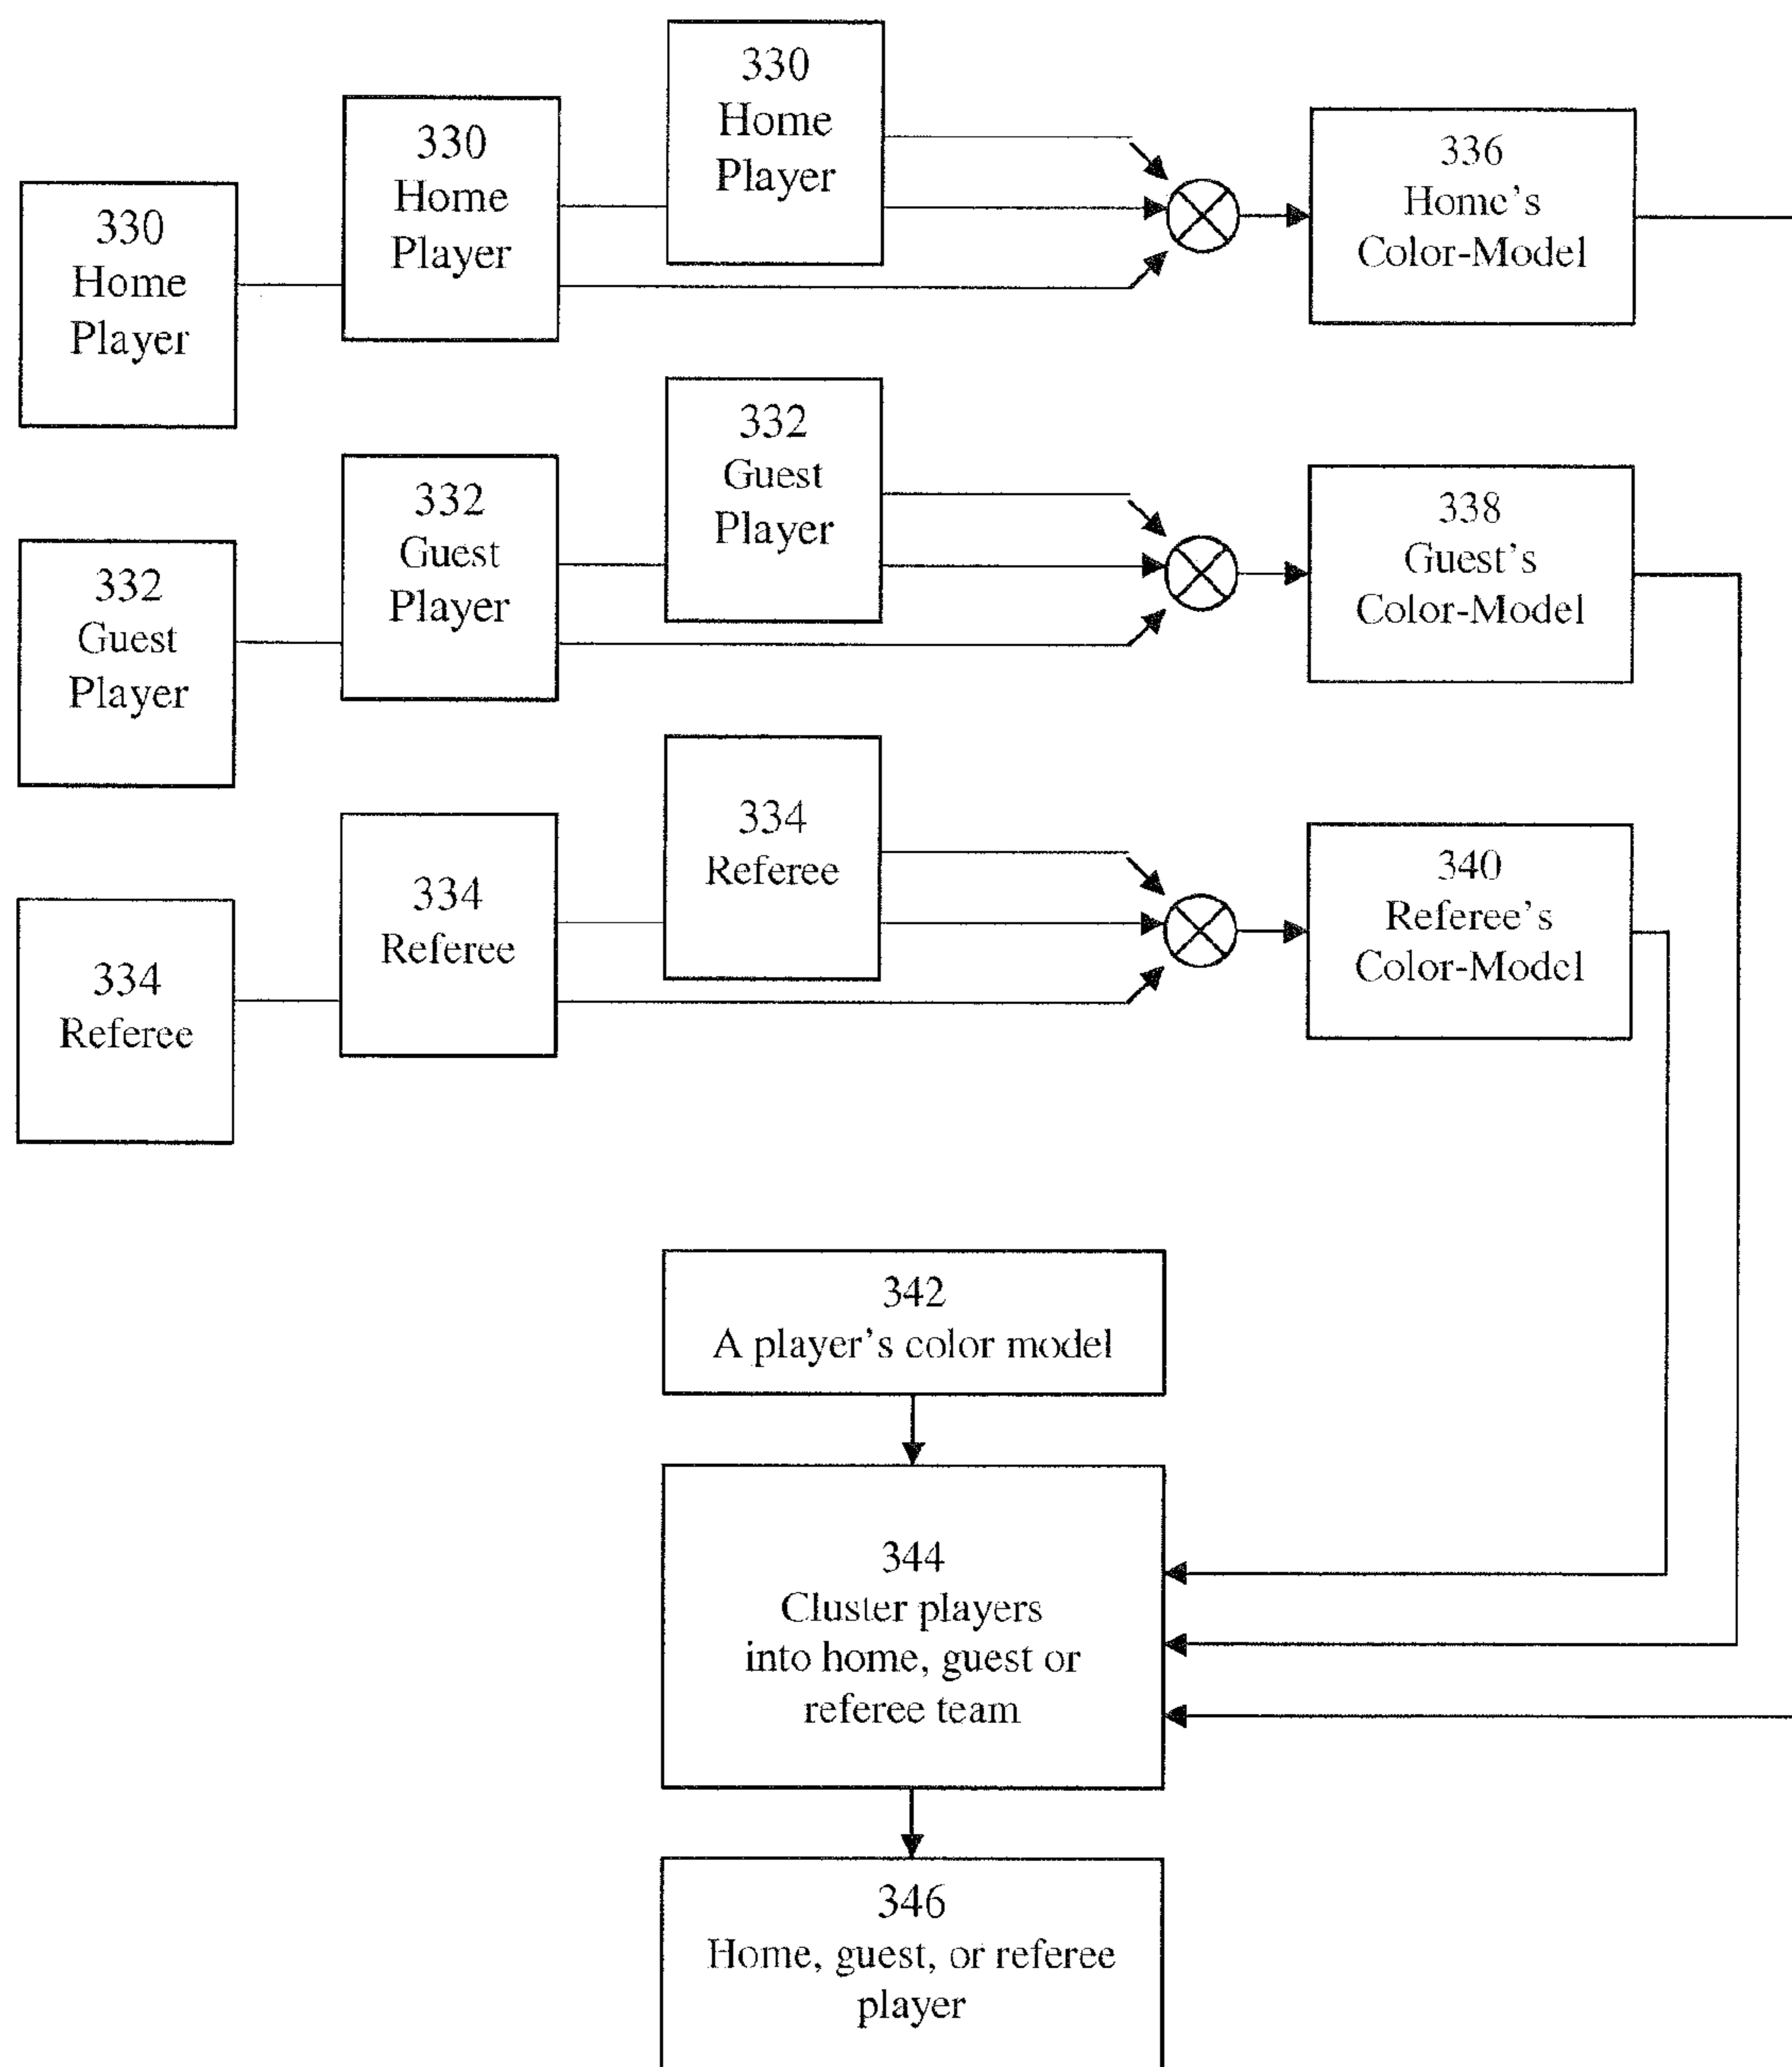 330
Home
Player
330
Home
Player
330
Home
Player
336
Home's
Color-Model
332
Guest
Player
332
Guest
Player
332
Guest
Player
338
Guest's
Color-Model
334
Referee
334
Referee
334
Referee
340
Referee's
Color-Model
342
A player's color model
344
Cluster players
into home, guest or
referee team
346
Home, guest, or referee
player